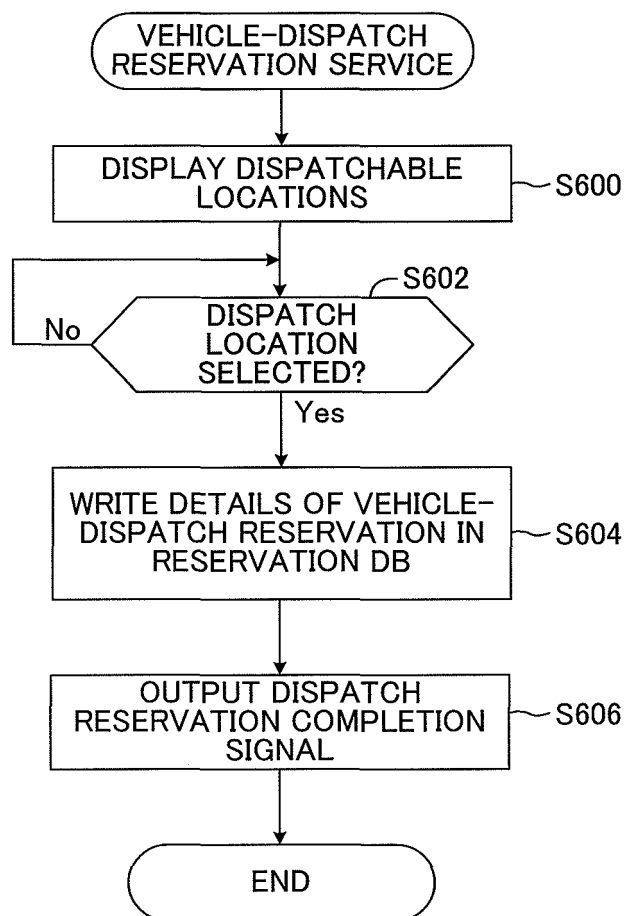 VEHICLE-DISPATCH
RESERVATION SERVICE
DISPLAY DISPATCHABLE
LOCATIONS
S600
S602
DISPATCH
LOCATION
SELECTED?
No
Yes
WRITE DETAILS OF VEHICLE-
DISPATCH RESERVATION IN
RESERVATION DB
S604
OUTPUT DISPATCH
RESERVATION COMPLETION
SIGNAL
S606
END